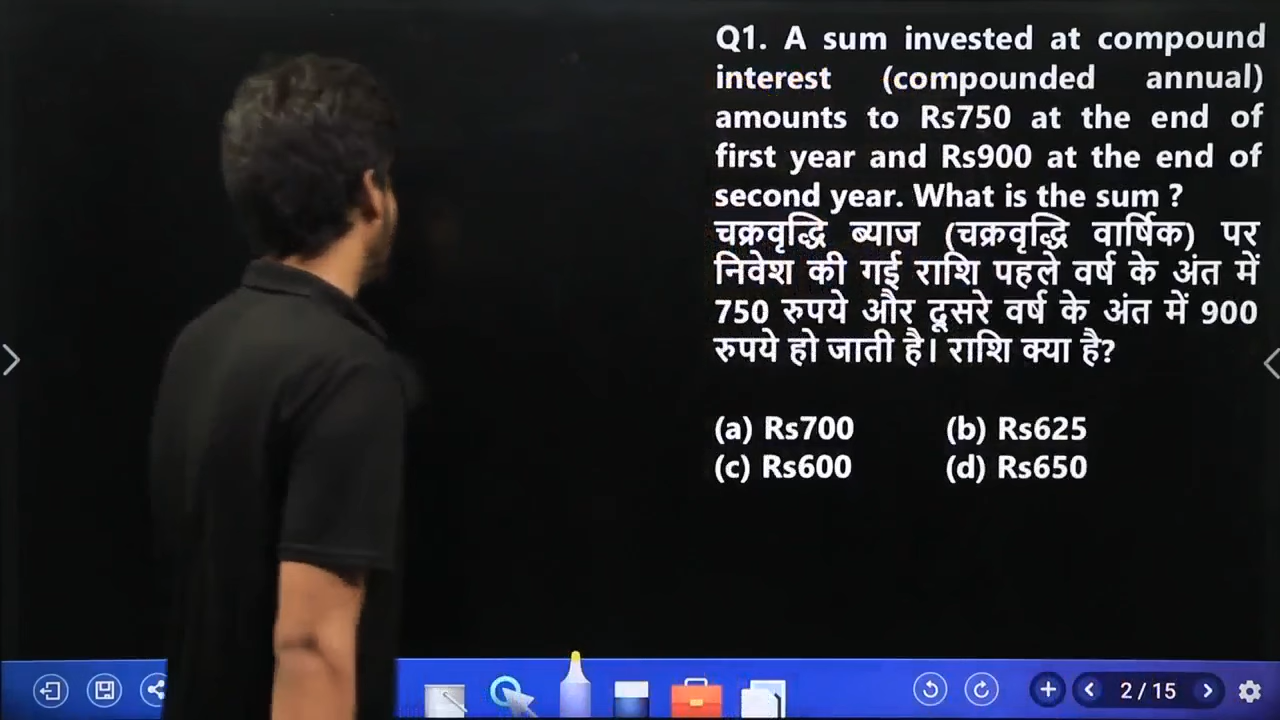 Q1. A sum invested at compound
interest (compounded annual)
amounts to Rs750 at the end of
first year and Rs900 at the end of
second year. What is the sum ?
चक्रवृद्धि ब्याज (चक्रवृद्धि वार्षिक) पर
निवेश की गई राशि पहले वर्ष के अंत में
750 रुपये और दूसरे वर्ष के अंत में 900
रुपये हो जाती है। राशि क्या है?
(a) Rs700 (b) Rs625
(c) Rs600 (d) Rs650
2 / 15